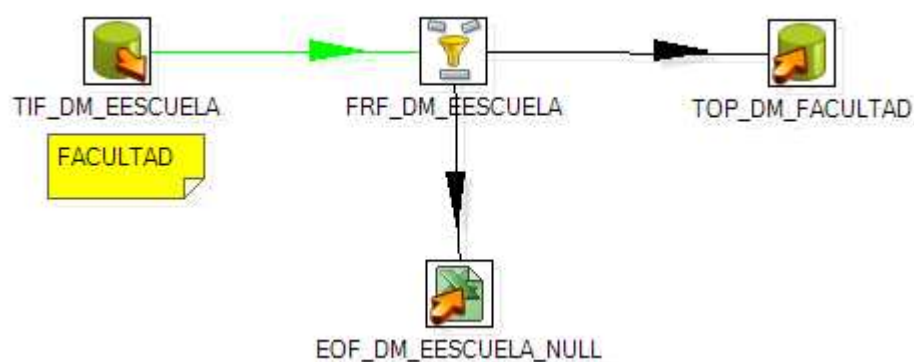 TIF_DM_EESCUELA
FRF_DM_EESCUELA
TOP_DM_FACULTAD
FACULTAD
EOF_DM_EESCUELA_NULL